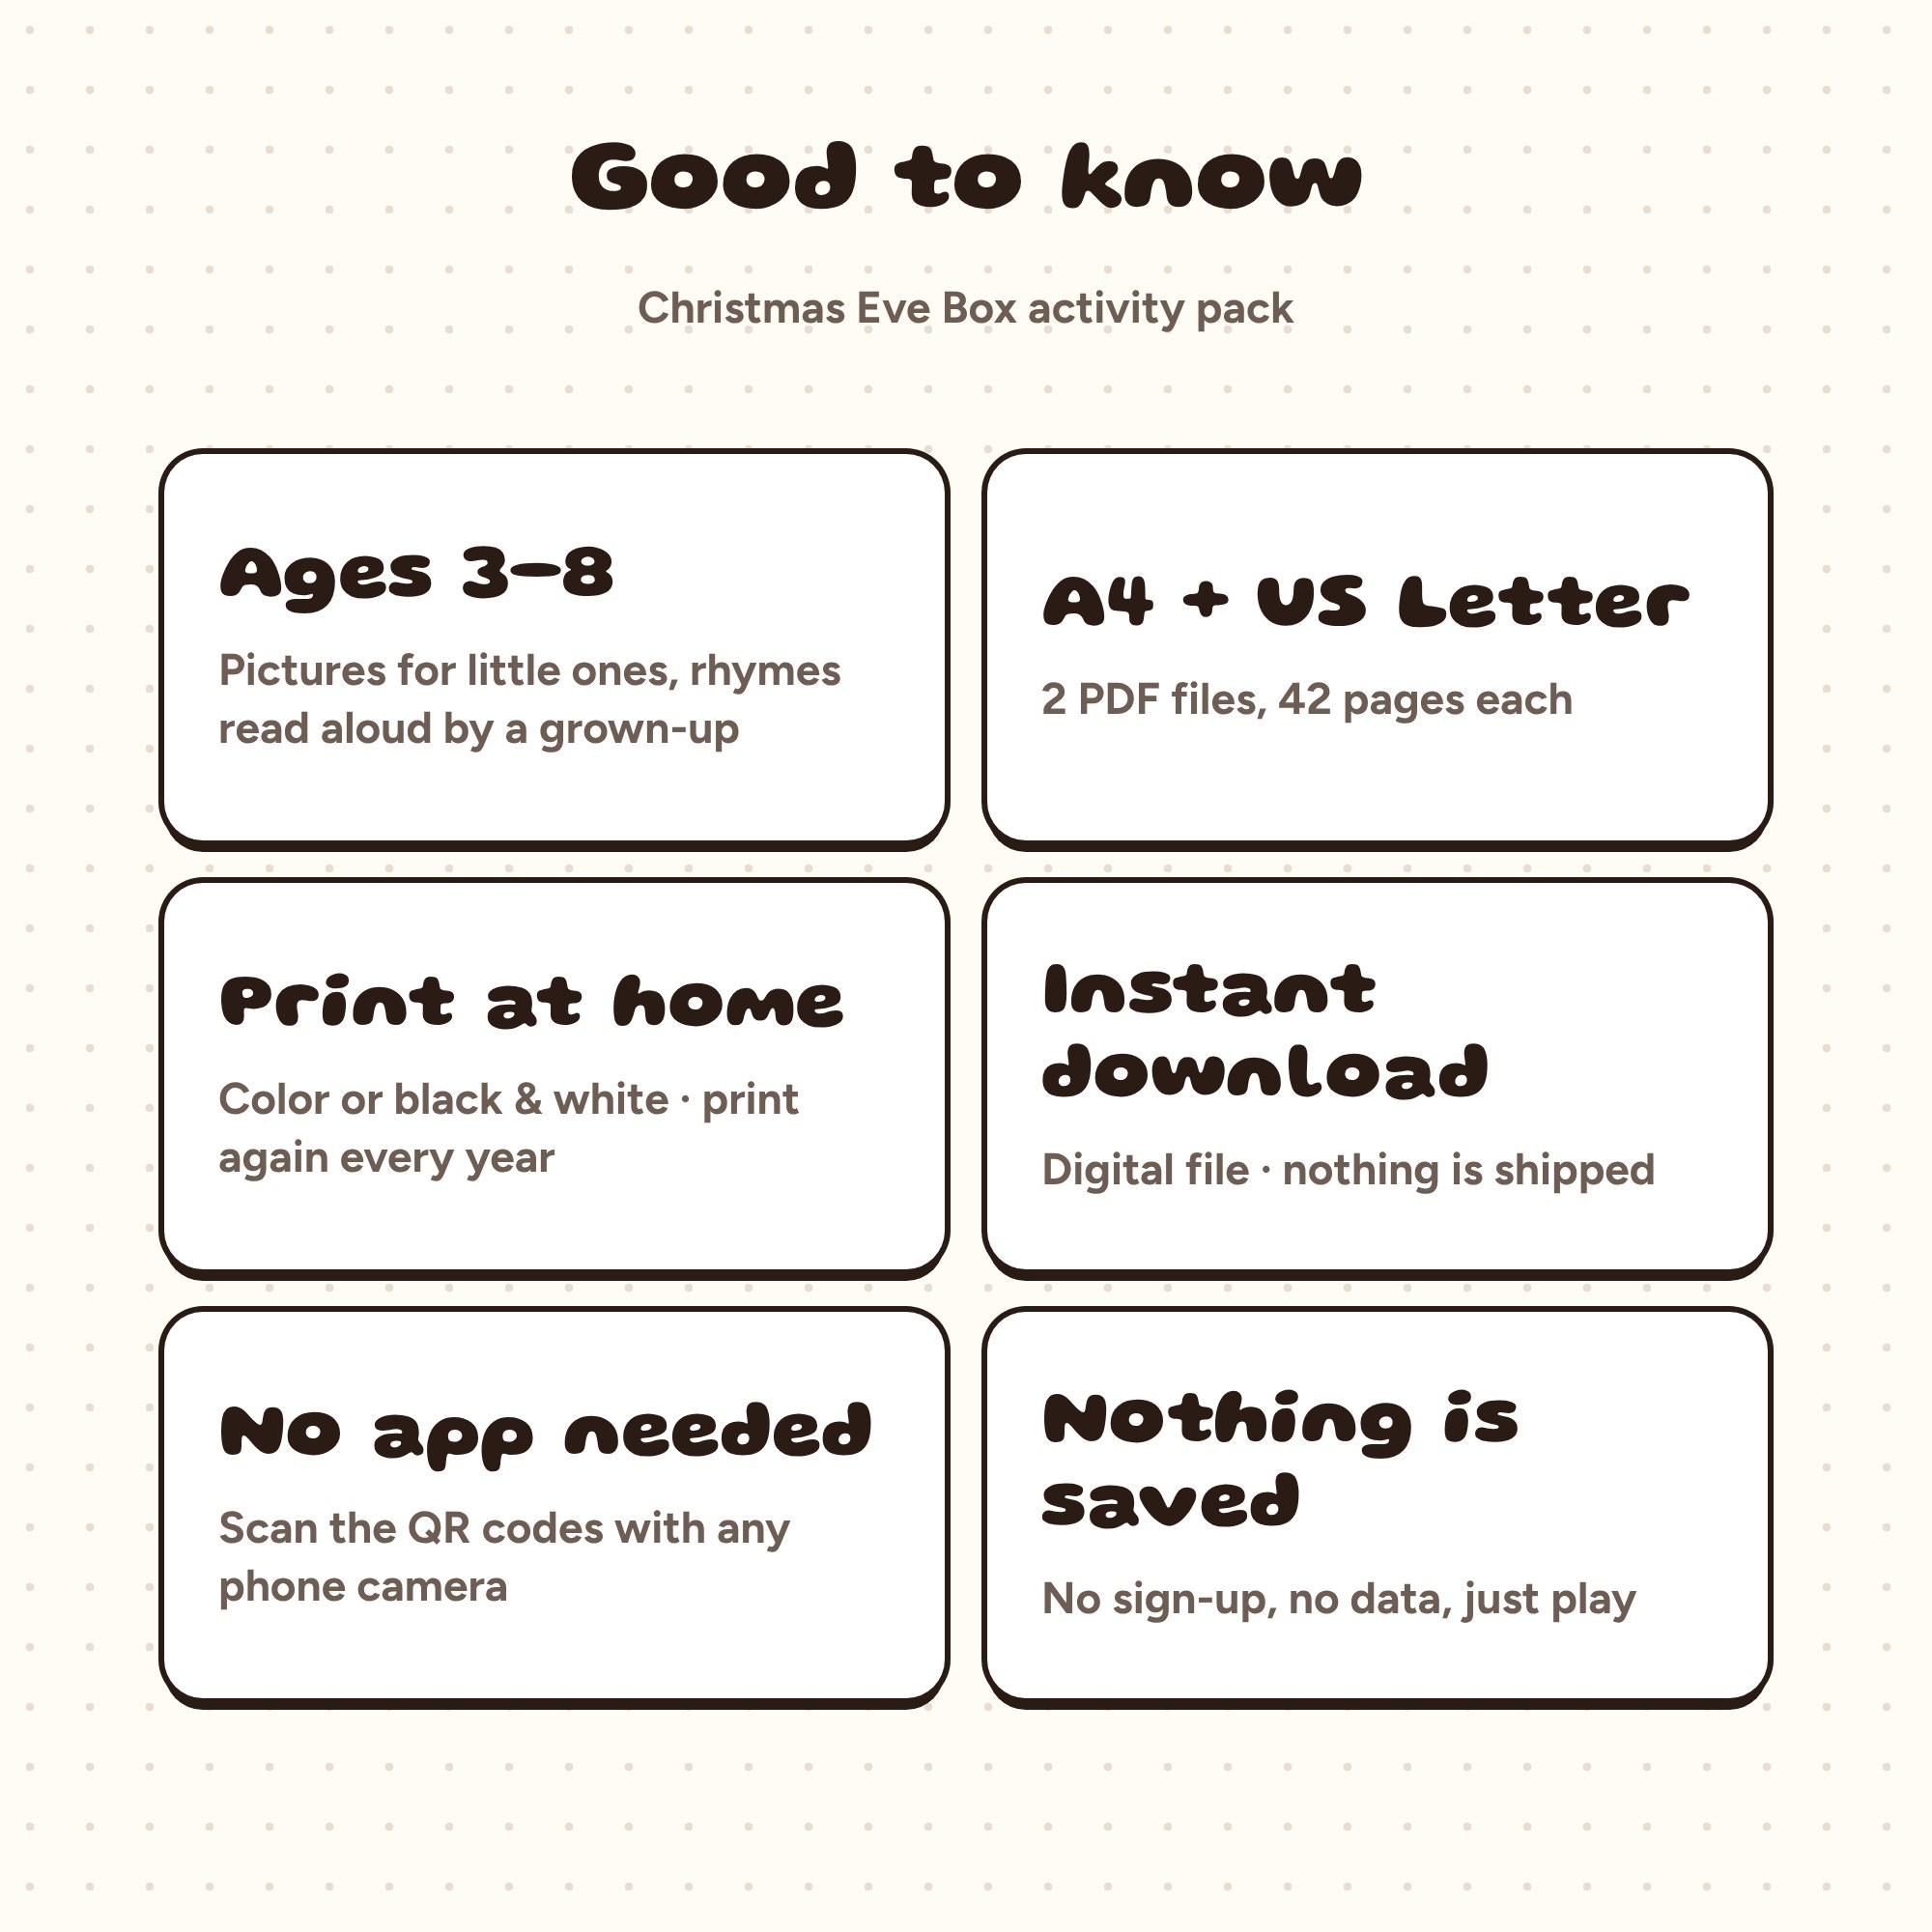 Good to know
Christmas Eve Box activity pack
Ages 3–8
Pictures for little ones, rhymes
read aloud by a grown-up
A4 + US Letter
2 PDF files, 42 pages each
Print at home
Color or black & white · print
again every year
Instant
download
Digital file · nothing is shipped
No app needed
Scan the QR codes with any
phone camera
Nothing is
saved
No sign-up, no data, just play